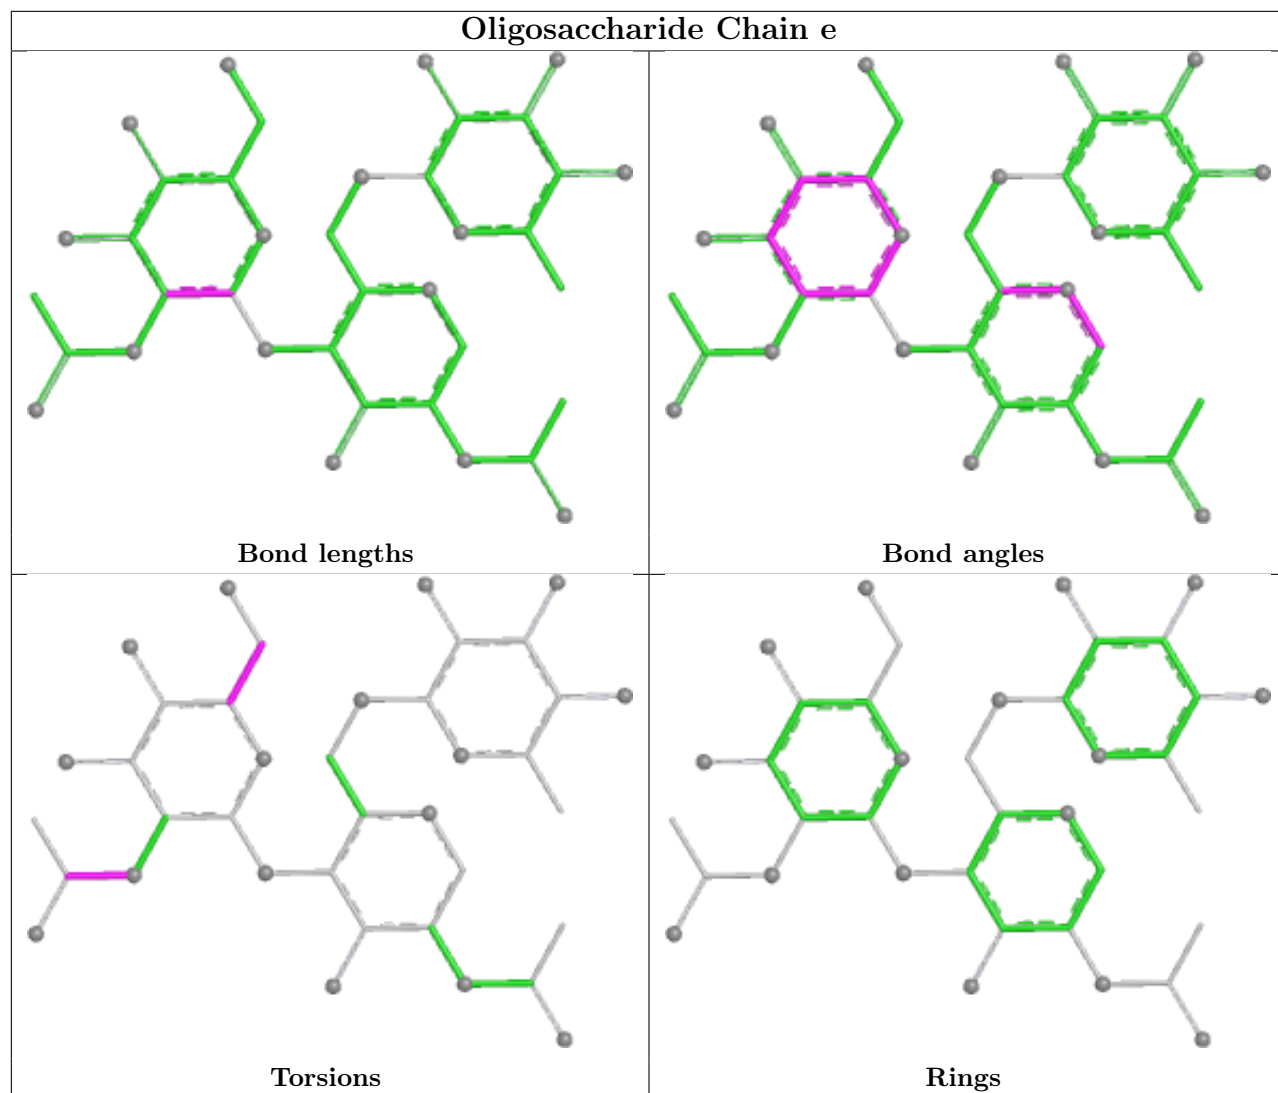 Oligosaccharide Chain e
Bond lengths
Bond angles
Torsions
Rings